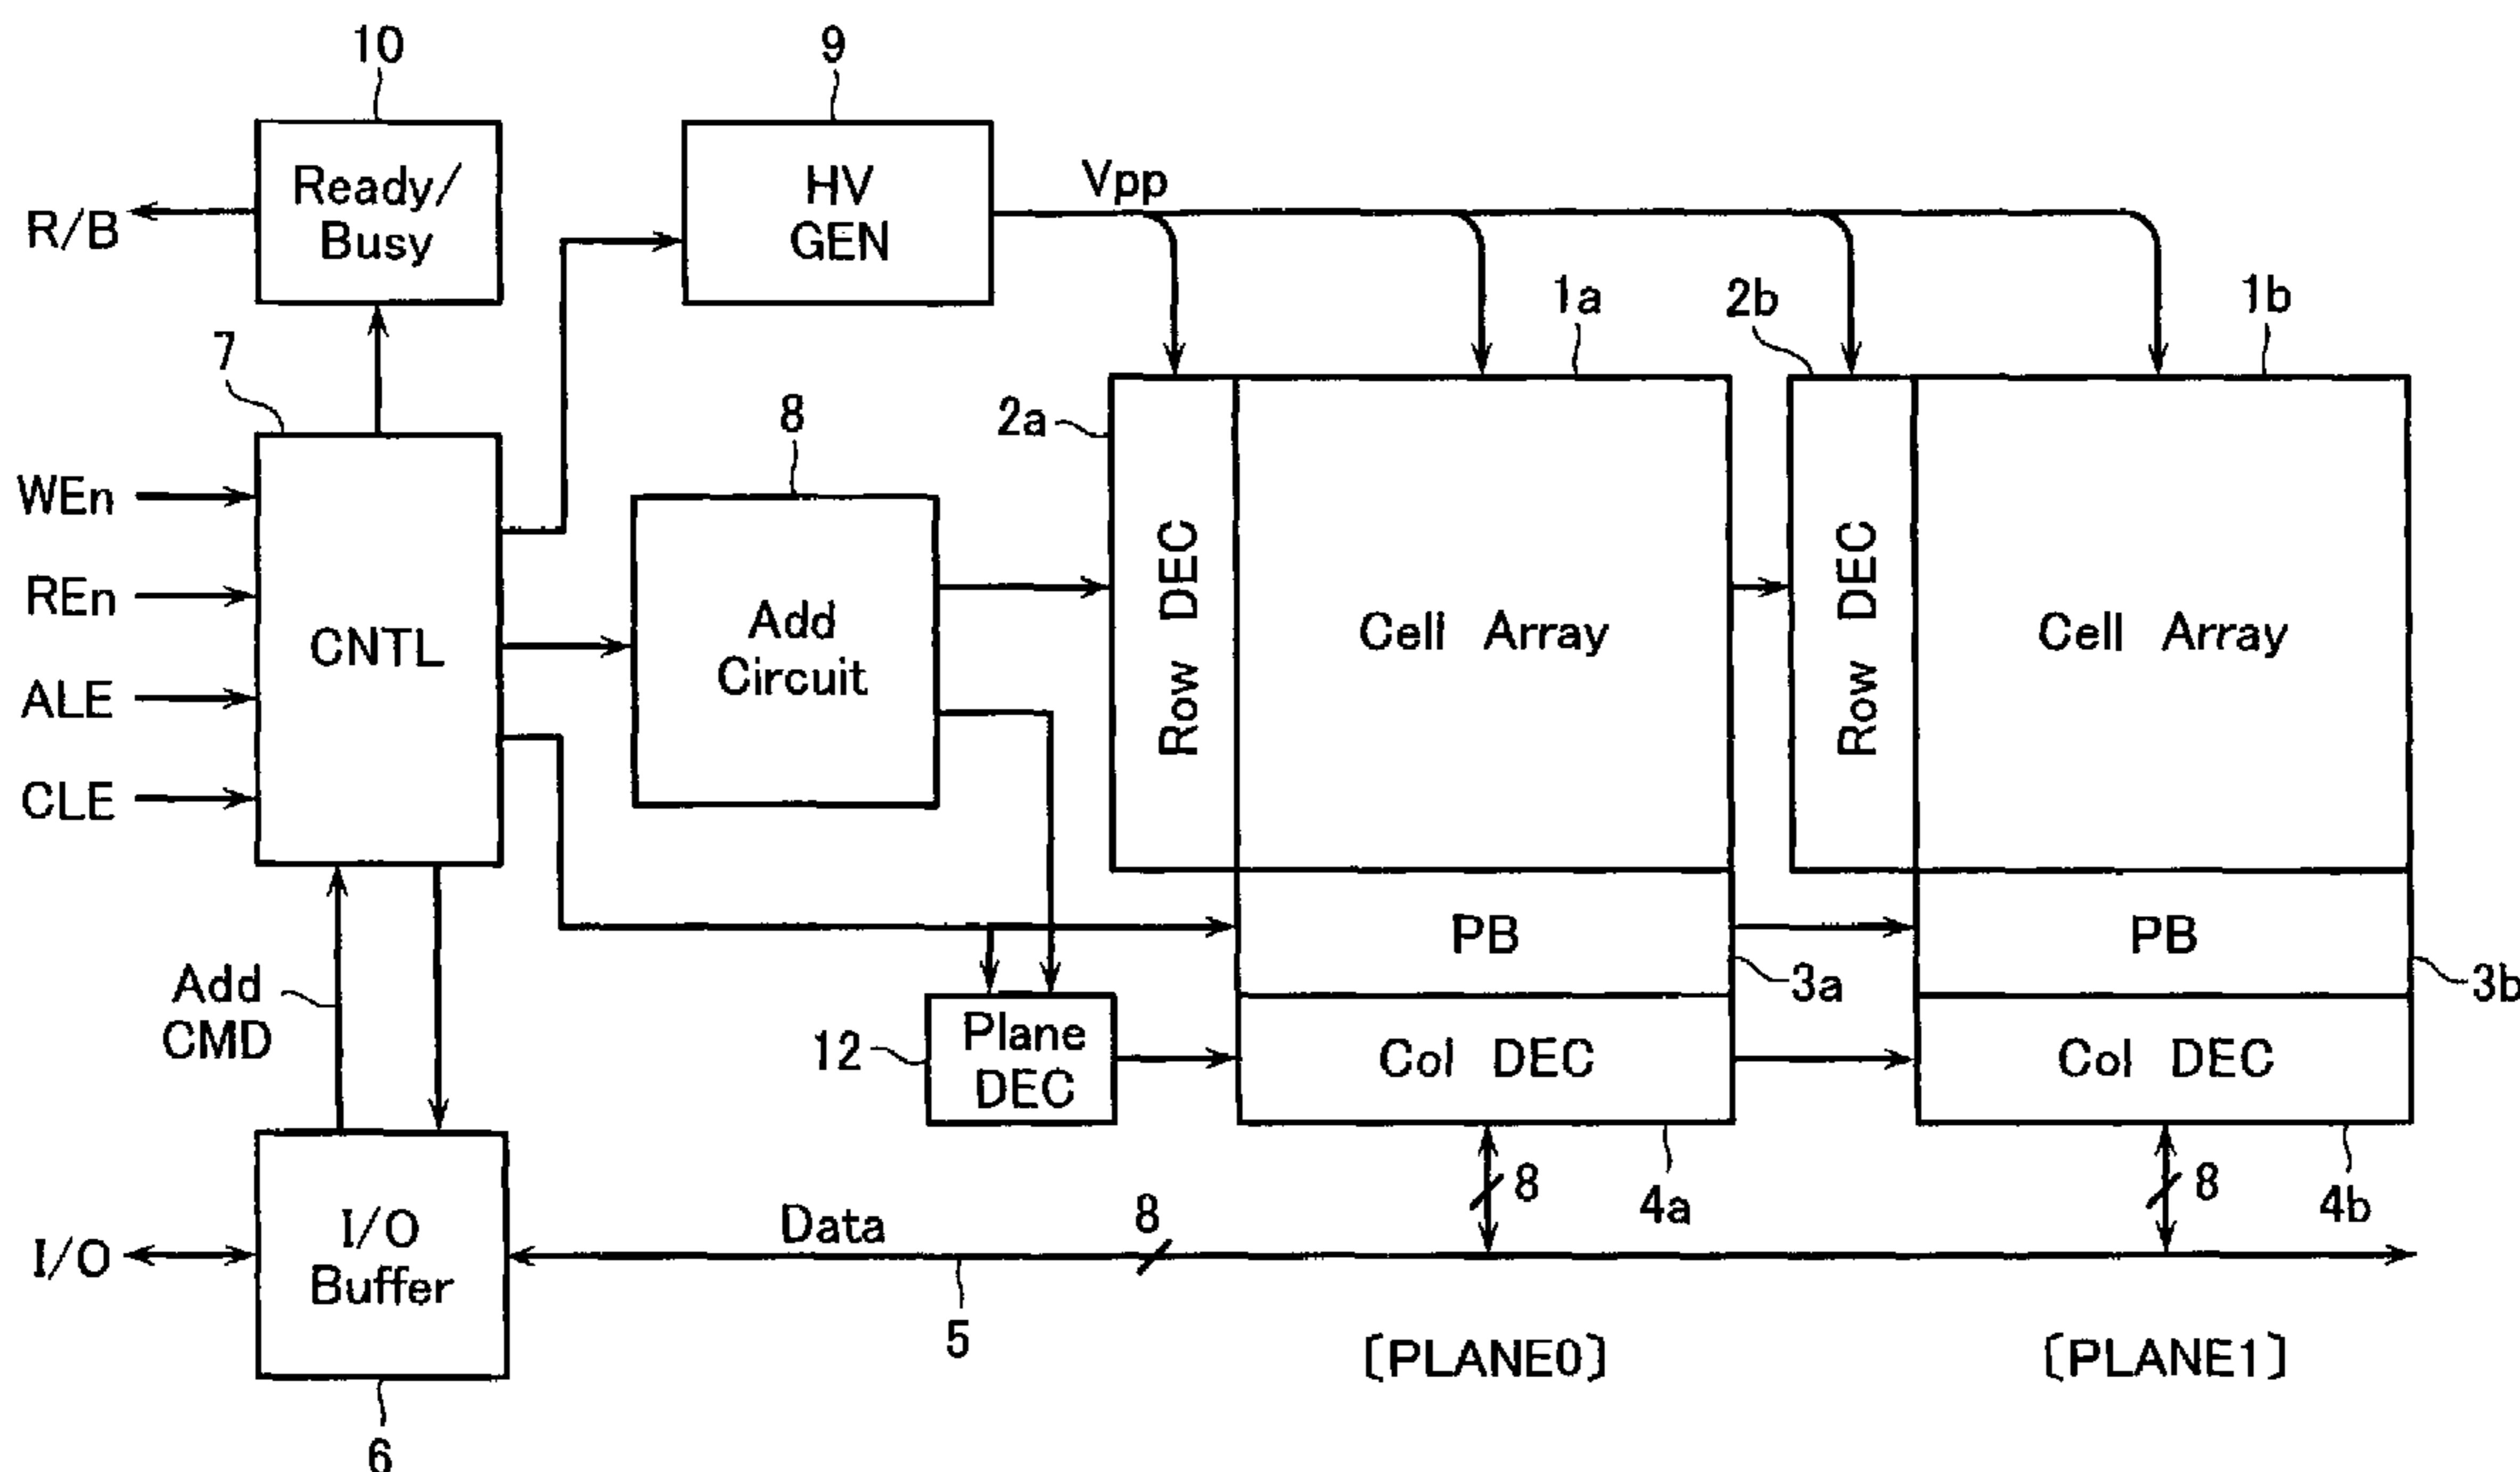 10
9
Ready/
Busy
HV
GEN
Vpp
R/B
1a
2b
1b
7
8
2a
WEn
REn
ALE
CLE
CNTL
Add
Circuit
Row DEC
Cell Array
Row DEC
Cell Array
PB
PB
3a
3b
Add
CMD
12
Plane
DEC
Col DEC
Col DEC
8
8
4a
4b
Data
8
I/O
I/O
Buffer
5
[PLANE0]
[PLANE1]
6